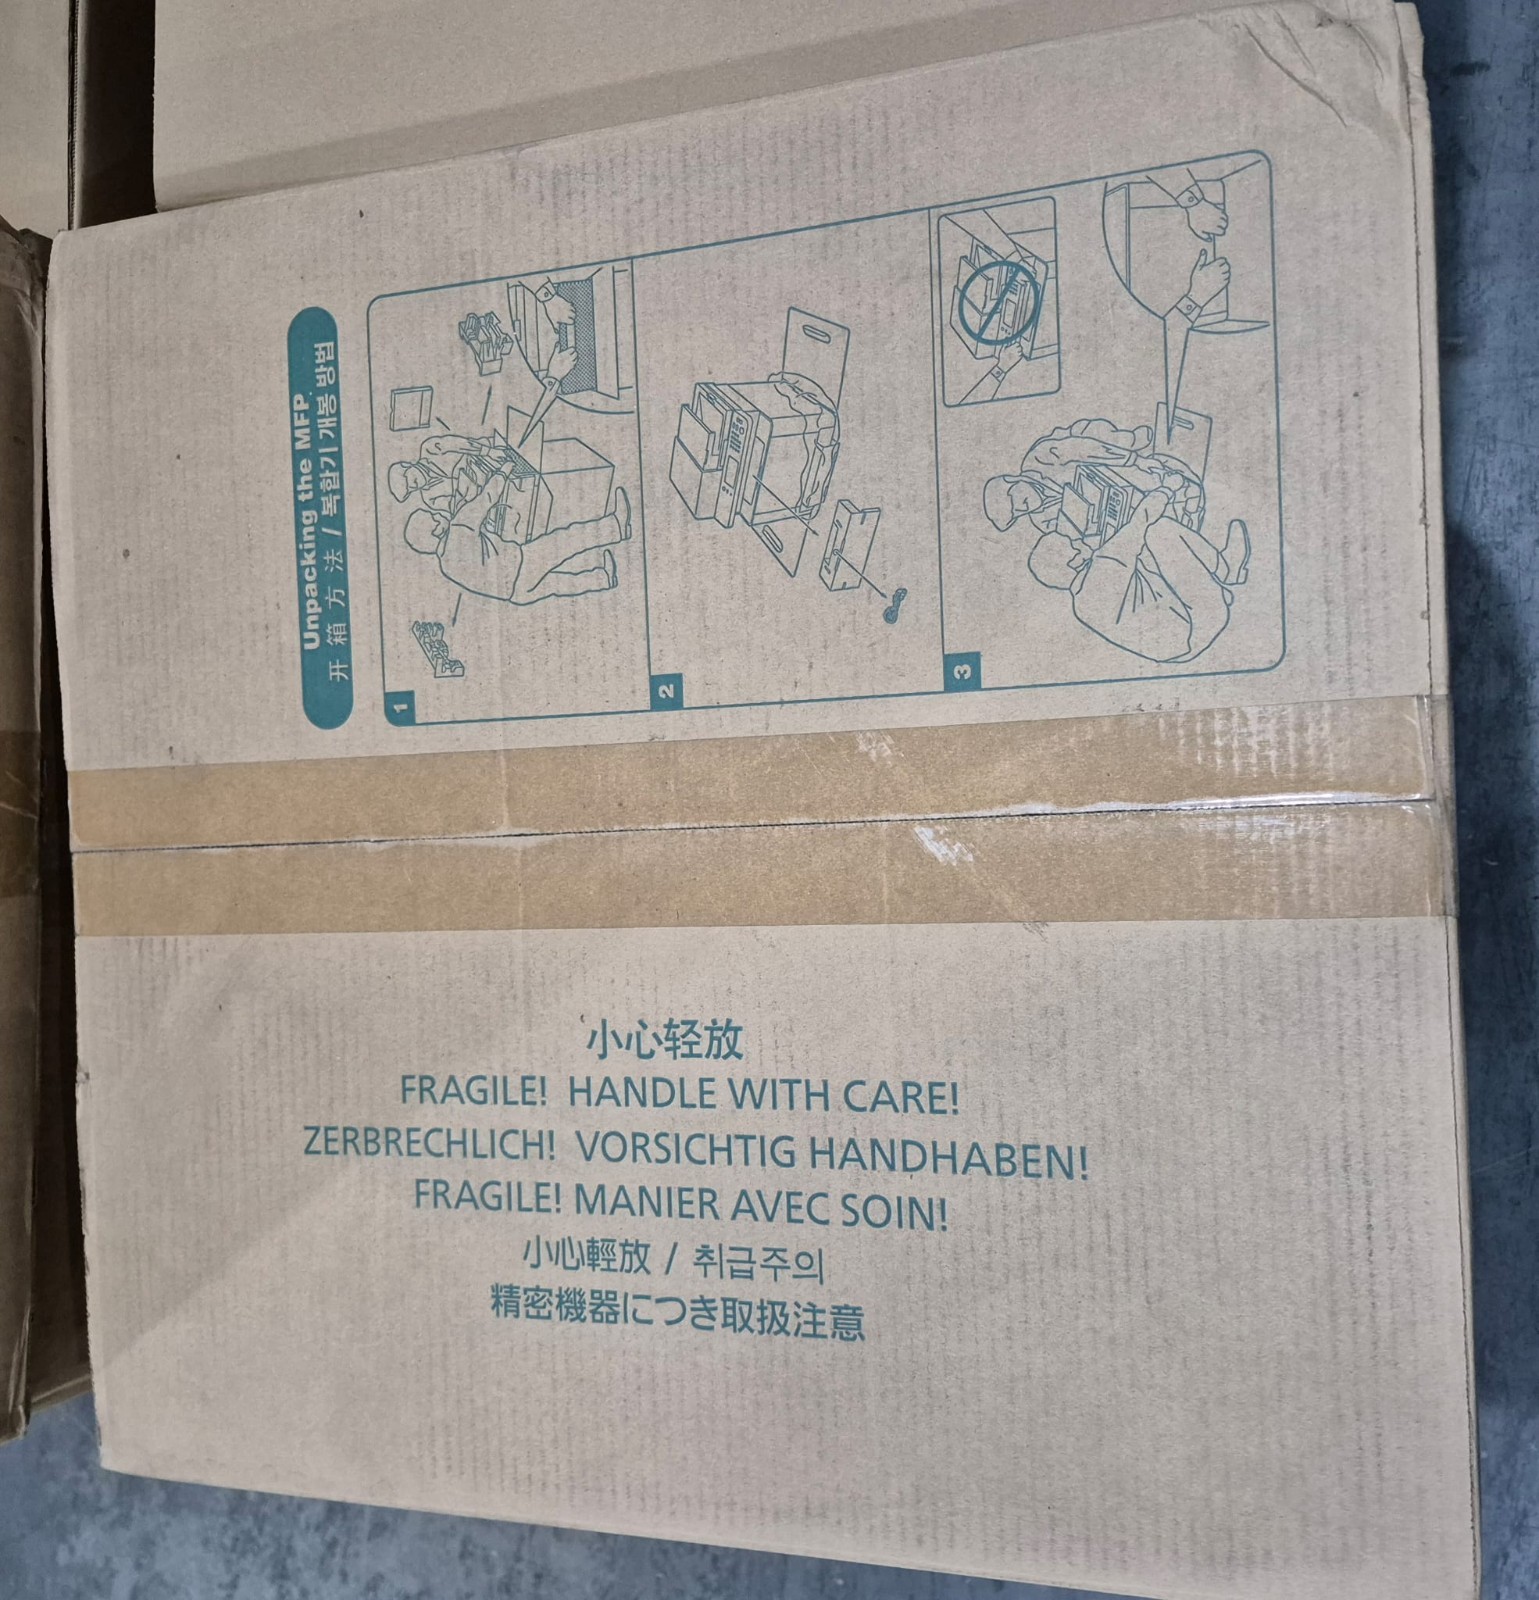 Unpacking the MFP
开箱方法 / 복합기 개봉 방법
1
2
3
小心轻放
FRAGILE! HANDLE WITH CARE!
ZERBRECHLICH! VORSICHTIG HANDHABEN!
FRAGILE! MANIER AVEC SOIN!
小心輕放 / 취급주의
精密機器につき取扱注意